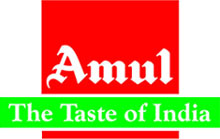 Amul
The Taste of India